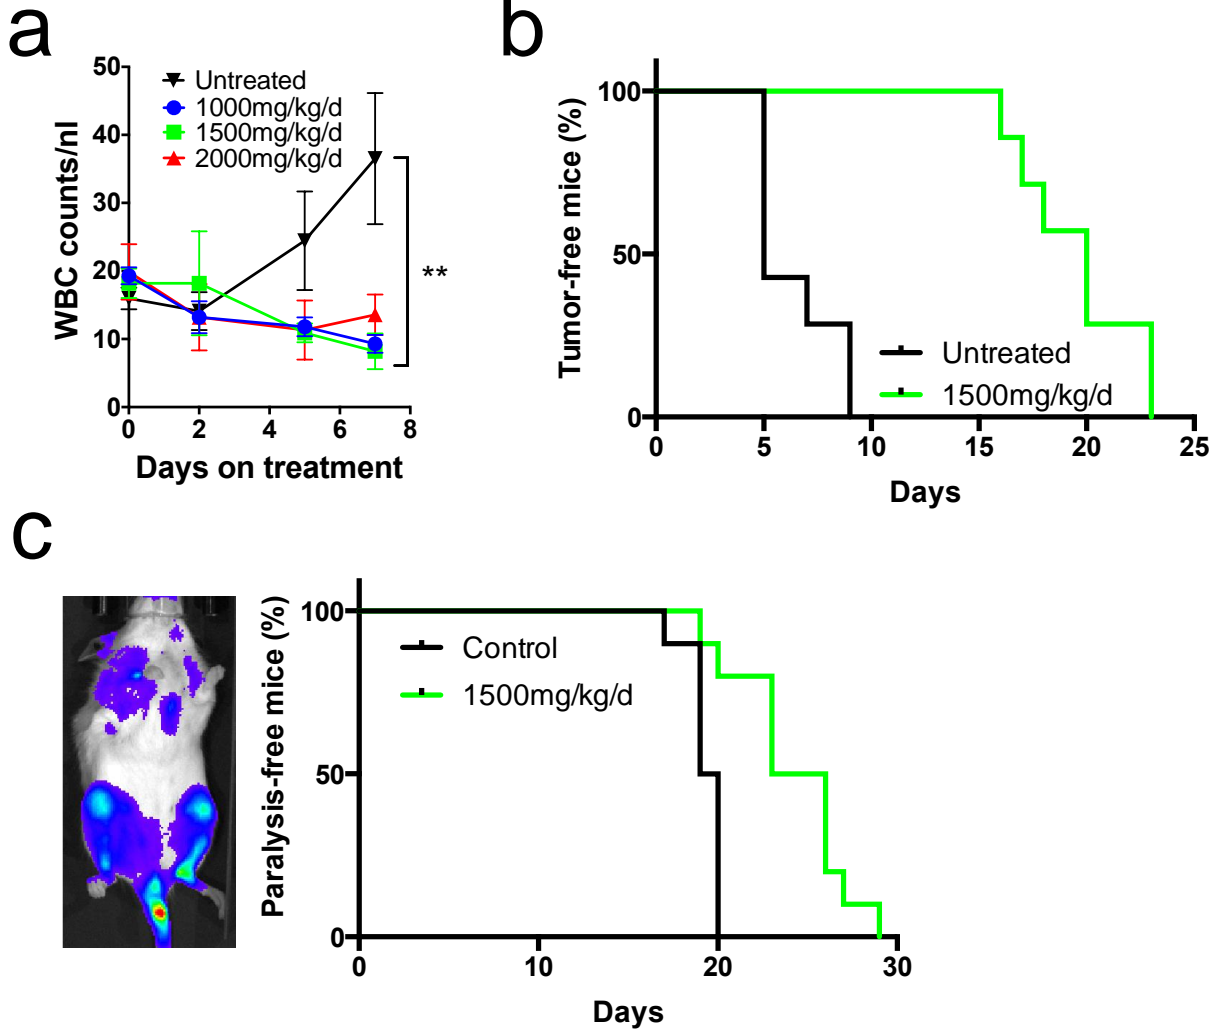 a
WBC counts/nl
50
40
30
20
10
0
Untreated
1000mg/kg/d
1500mg/kg/d
2000mg/kg/d
**
0 2 4 6 8
Days on treatment
b
Tumor-free mice (%)
100
50
0
Untreated
1500mg/kg/d
0 5 10 15 20 25
Days
c
Paralysis-free mice (%)
100
50
0
Control
1500mg/kg/d
0 10 20 30
Days